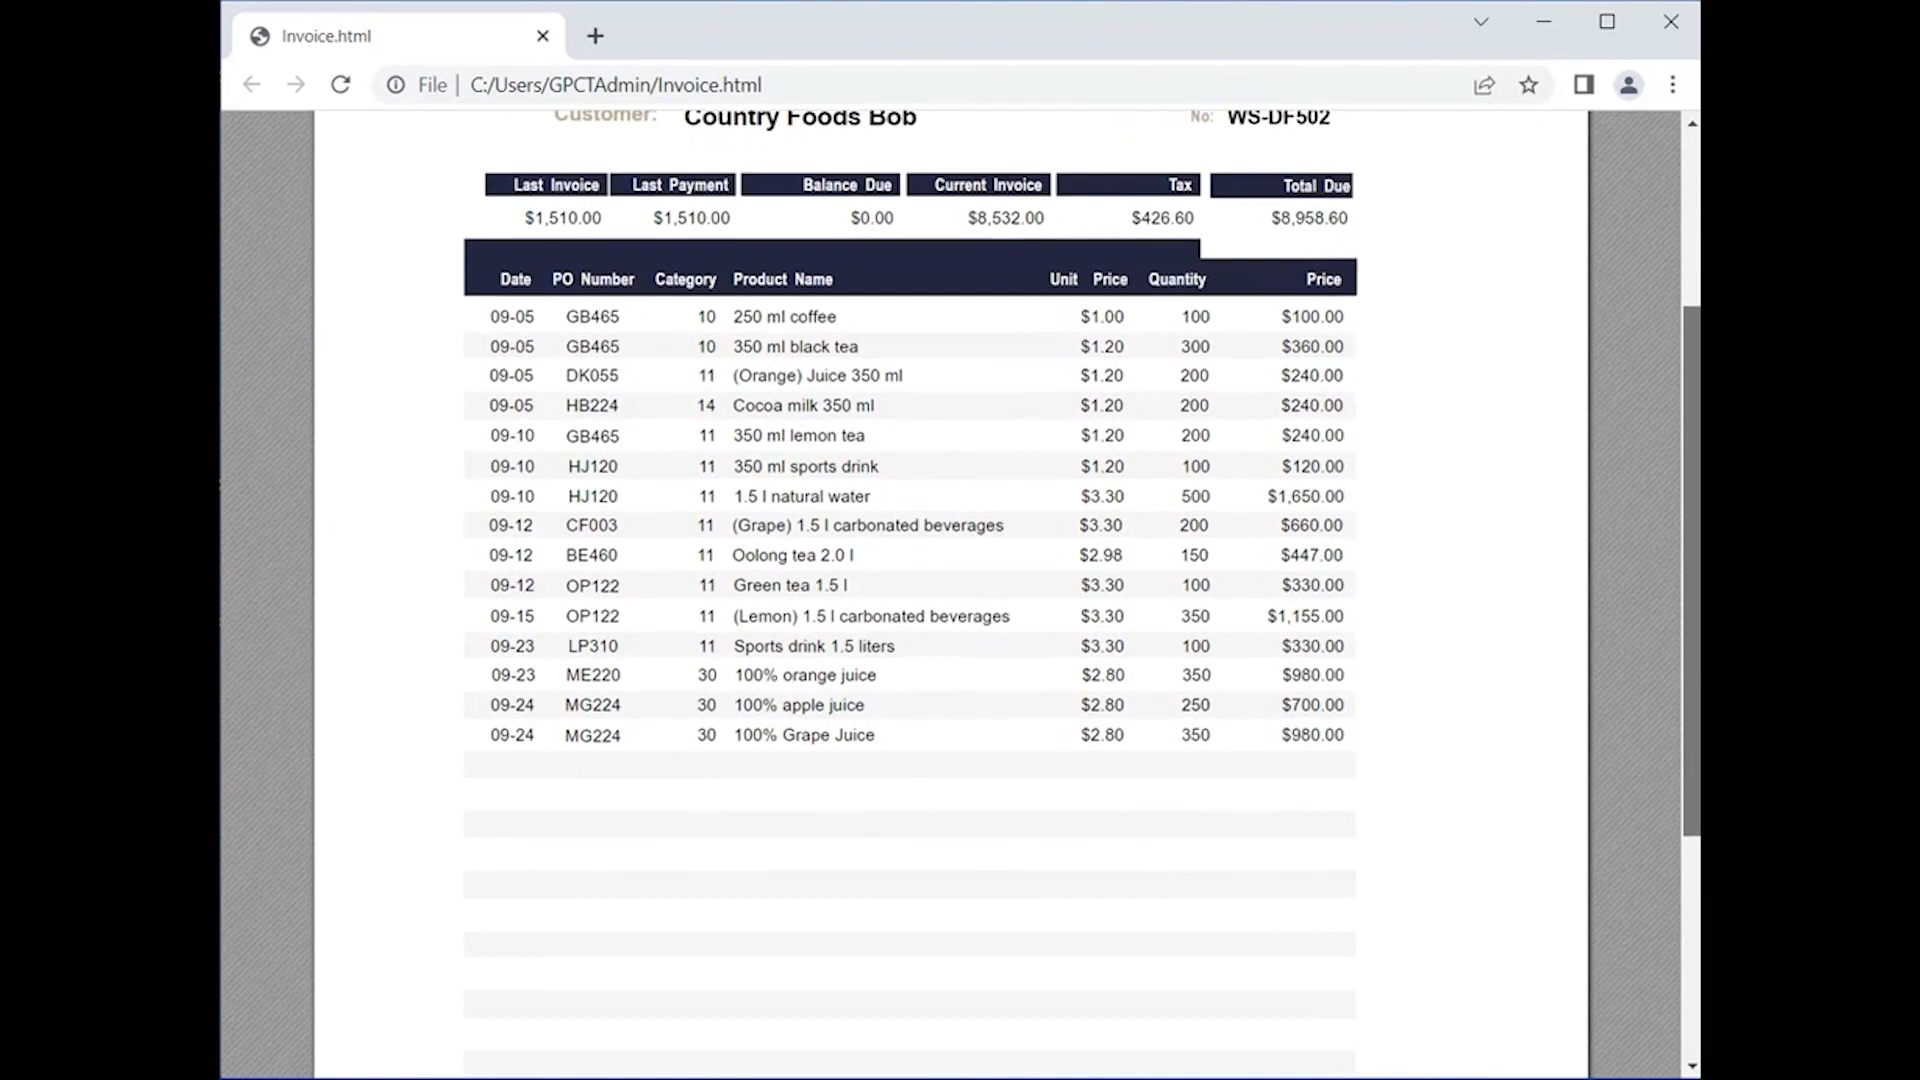 Invoice.html
File | C:/Users/GPCTAdmin/Invoice.html
Customer: Country Foods Bob No: WS-DF502
Last Invoice Last Payment Balance Due Current Invoice Tax Total Due
$1,510.00 $1,510.00 $0.00 $8,532.00 $426.60 $8,958.60
Date PO Number Category Product Name Unit Price Quantity Price
09-05 GB465 10 250 ml coffee $1.00 100 $100.00
09-05 GB465 10 350 ml black tea $1.20 300 $360.00
09-05 DK055 11 (Orange) Juice 350 ml $1.20 200 $240.00
09-05 HB224 14 Cocoa milk 350 ml $1.20 200 $240.00
09-10 GB465 11 350 ml lemon tea $1.20 200 $240.00
09-10 HJ120 11 350 ml sports drink $1.20 100 $120.00
09-10 HJ120 11 1.5 l natural water $3.30 500 $1,650.00
09-12 CF003 11 (Grape) 1.5 l carbonated beverages $3.30 200 $660.00
09-12 BE460 11 Oolong tea 2.0 l $2.98 150 $447.00
09-12 OP122 11 Green tea 1.5 l $3.30 100 $330.00
09-15 OP122 11 (Lemon) 1.5 l carbonated beverages $3.30 350 $1,155.00
09-23 LP310 11 Sports drink 1.5 liters $3.30 100 $330.00
09-23 ME220 30 100% orange juice $2.80 350 $980.00
09-24 MG224 30 100% apple juice $2.80 250 $700.00
09-24 MG224 30 100% Grape Juice $2.80 350 $980.00